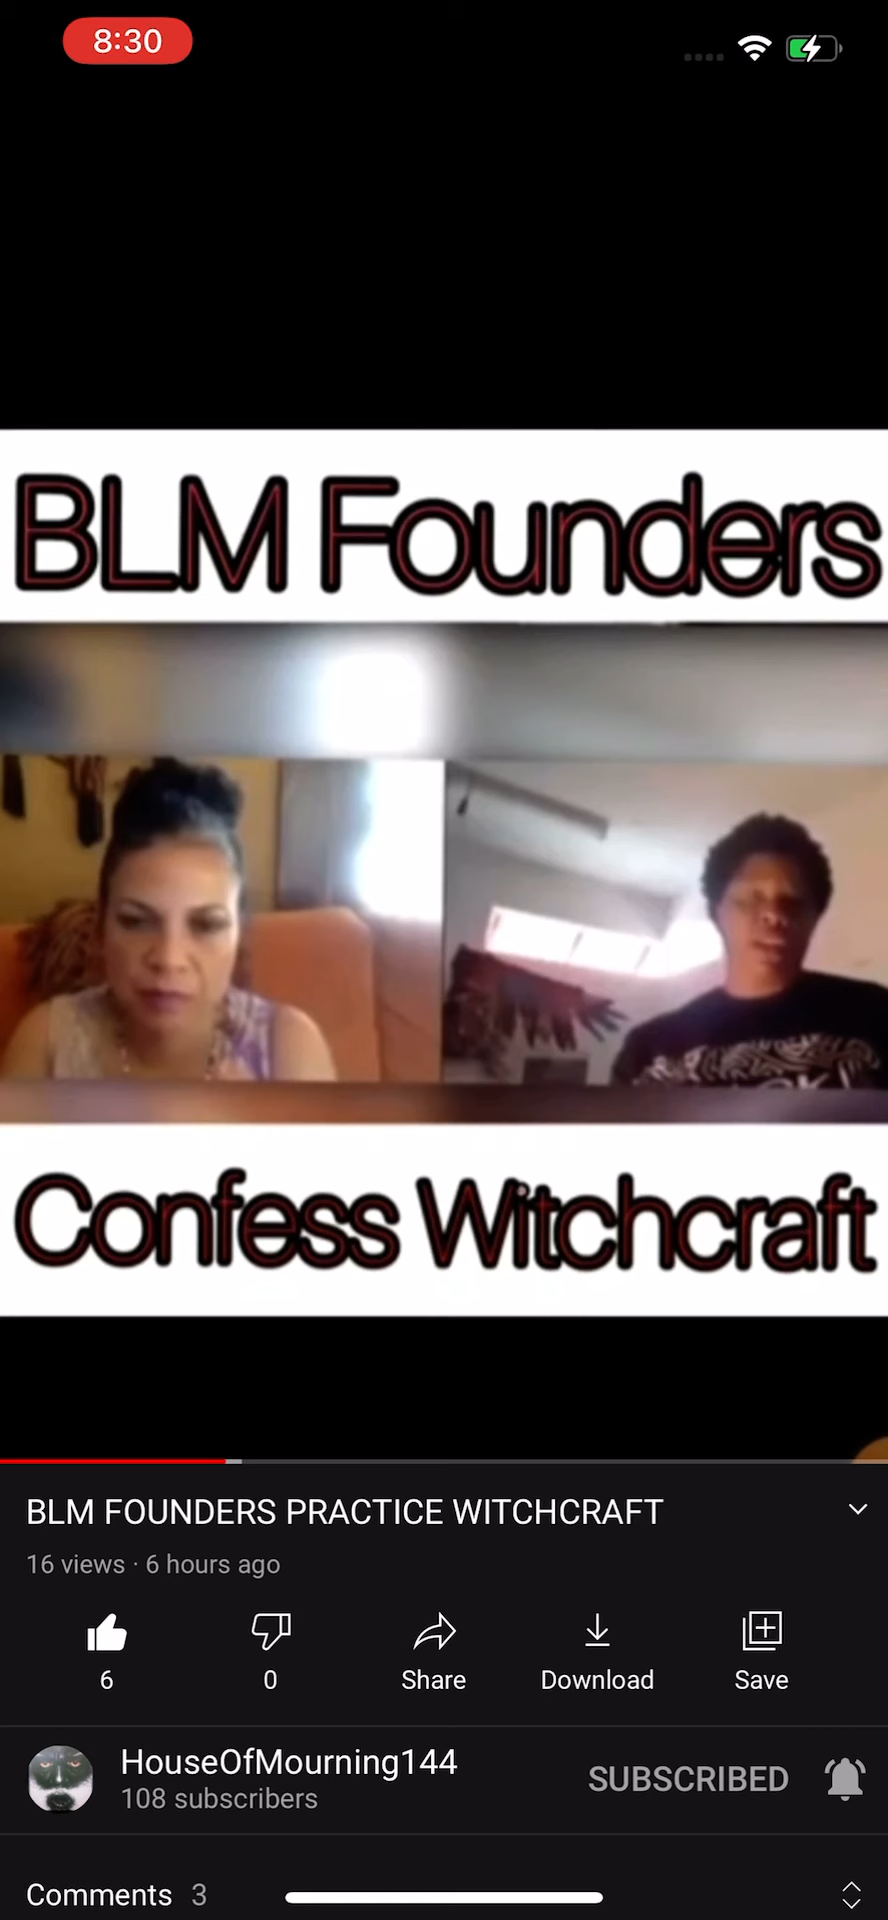 8:30
BLM Founders
Confess Witchcraft
BLM FOUNDERS PRACTICE WITCHCRAFT
16 views · 6 hours ago
6
0
Share
Download
Save
HouseOfMourning144
108 subscribers
SUBSCRIBED
Comments 3